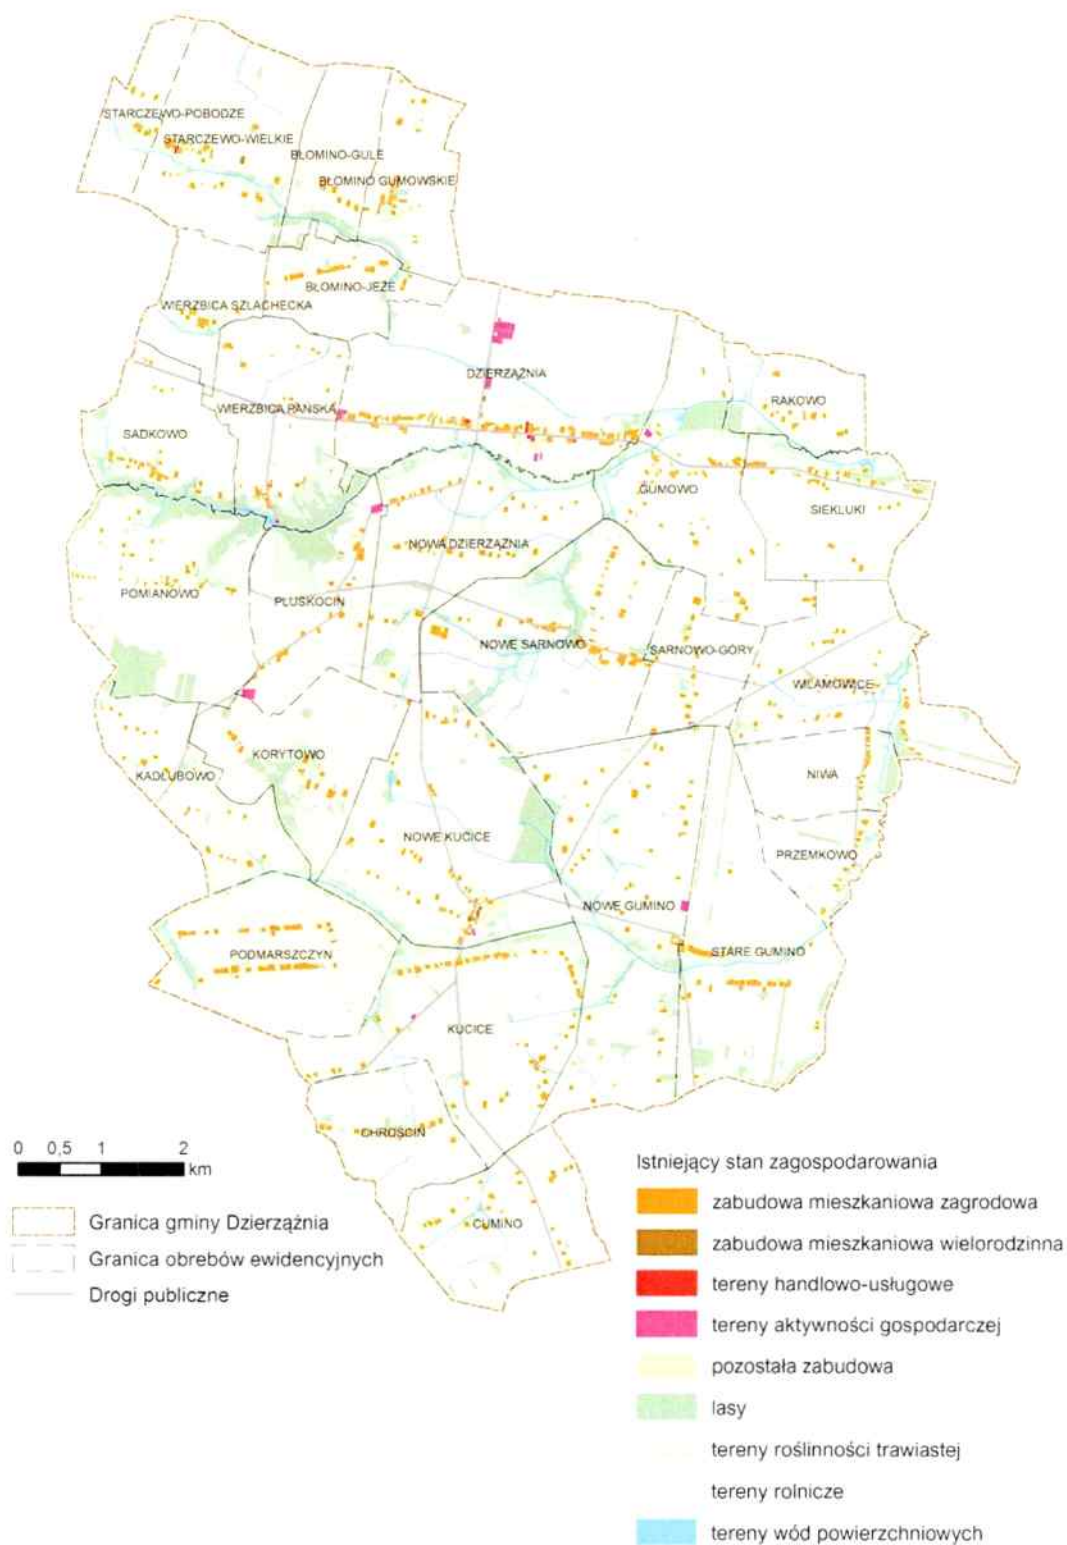 STARCZEWO-POBODZE
STARCZEWO-WIELKIE
BŁOMINO-GULE
BŁOMINO GUMOWSKIE
BŁOMINO-JEŻE
WIERZBICA SZLACHECKA
DZIERZĄŻNIA
RAKOWO
WIERZBICA PAŃSKA
SADKOWO
GUMOWO
SIEKLUKI
NOWA DZIERZĄŻNIA
POMIANOWO
PLUSKOCIN
NOWE SARNOWO
SARNOWO-GÓRY
WILAMOWICE
KORYTOWO
KADŁUBOWO
NIWA
NOWE KUCICE
PRZEMKOWO
NOWE GUMINO
STARE GUMINO
PODMARSZCZYN
KUCICE
CHROŚCIN
CUMINO
0 0,5 1 2
km
Granica gminy Dzierzążnia
Granica obrebów ewidencyjnych
Drogi publiczne
Istniejący stan zagospodarowania
zabudowa mieszkaniowa zagrodowa
zabudowa mieszkaniowa wielorodzinna
tereny handlowo-usługowe
tereny aktywności gospodarczej
pozostała zabudowa
lasy
tereny roślinności trawiastej
tereny rolnicze
tereny wód powierzchniowych